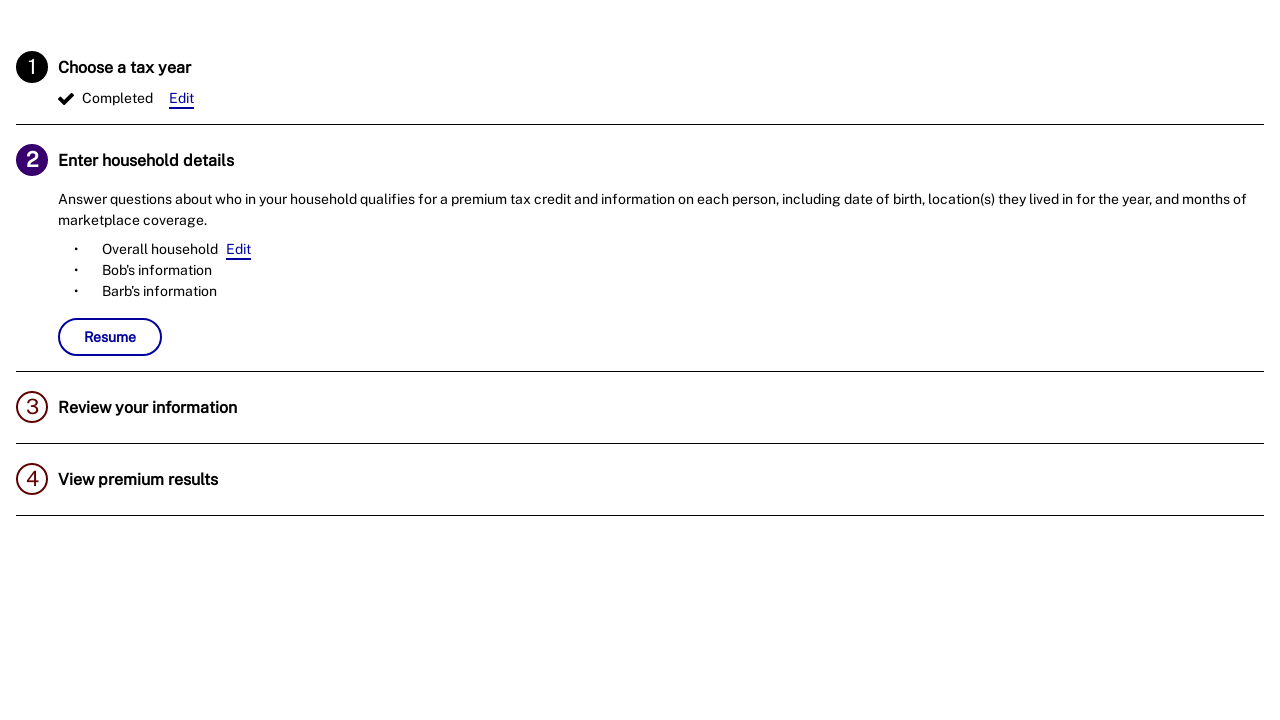 1 Choose a tax year
Completed Edit
2 Enter household details
Answer questions about who in your household qualifies for a premium tax credit and information on each person, including date of birth, location(s) they lived in for the year, and months of
marketplace coverage.
• Overall household Edit
• Bob's information
• Barb's information
Resume
3 Review your information
4 View premium results